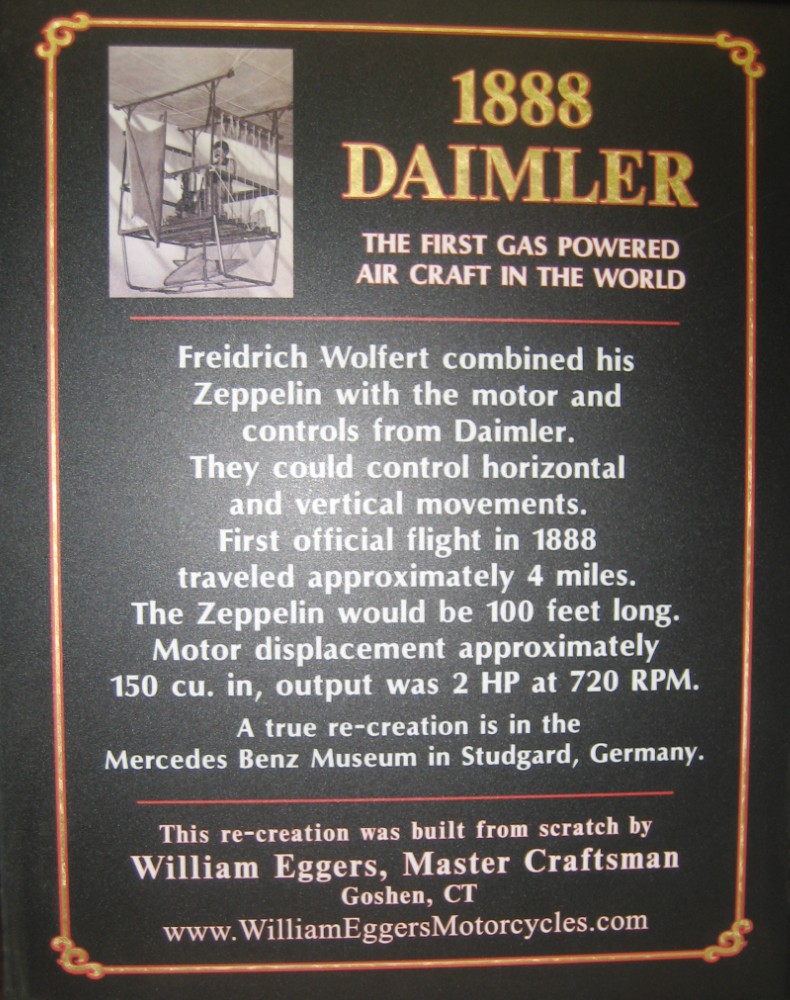 1888
DAIMLER
THE FIRST GAS POWERED
AIR CRAFT IN THE WORLD
Freidrich Wolfert combined his
Zeppelin with the motor and
controls from Daimler.
They could control horizontal
and vertical movements.
First official flight in 1888
traveled approximately 4 miles.
The Zeppelin would be 100 feet long.
Motor displacement approximately
150 cu. in, output was 2 HP at 720 RPM.
A true re-creation is in the
Mercedes Benz Museum in Studgard, Germany.
This re-creation was built from scratch by
William Eggers, Master Craftsman
Goshen, CT
www.WilliamEggersMotorcycles.com